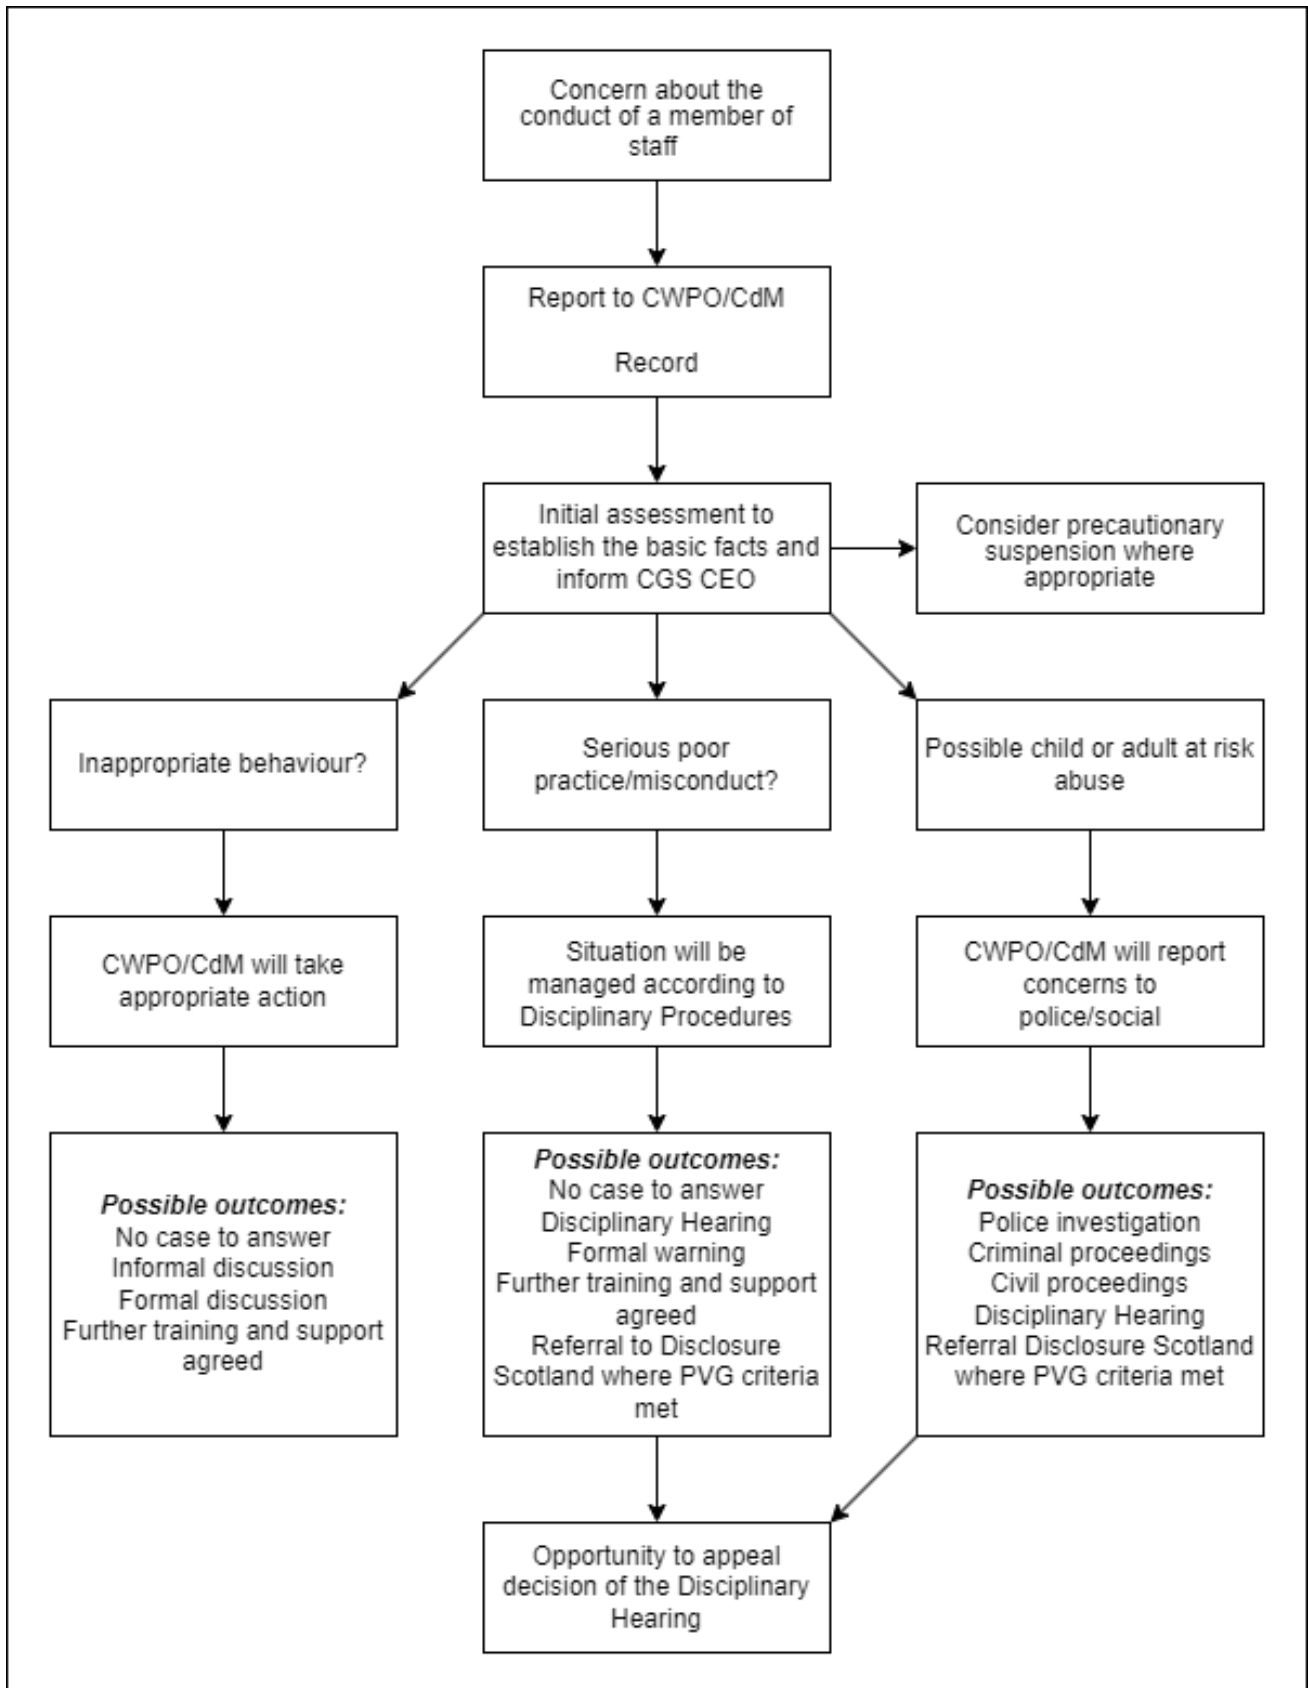 Concern about the
conduct of a member of
staff
Report to CWPO/CdM
Record
Initial assessment to
establish the basic facts and
inform CGS CEO
Consider precautionary
suspension where
appropriate
Inappropriate behaviour?
Serious poor
practice/misconduct?
Possible child or adult at risk
abuse
CWPO/CdM will take
appropriate action
Situation will be
managed according to
Disciplinary Procedures
CWPO/CdM will report
concerns to
police/social
Possible outcomes:
No case to answer
Informal discussion
Formal discussion
Further training and support
agreed
Possible outcomes:
No case to answer
Disciplinary Hearing
Formal warning
Further training and support
agreed
Referral to Disclosure
Scotland where PVG criteria
met
Possible outcomes:
Police investigation
Criminal proceedings
Civil proceedings
Disciplinary Hearing
Referral Disclosure Scotland
where PVG criteria met
Opportunity to appeal
decision of the Disciplinary
Hearing